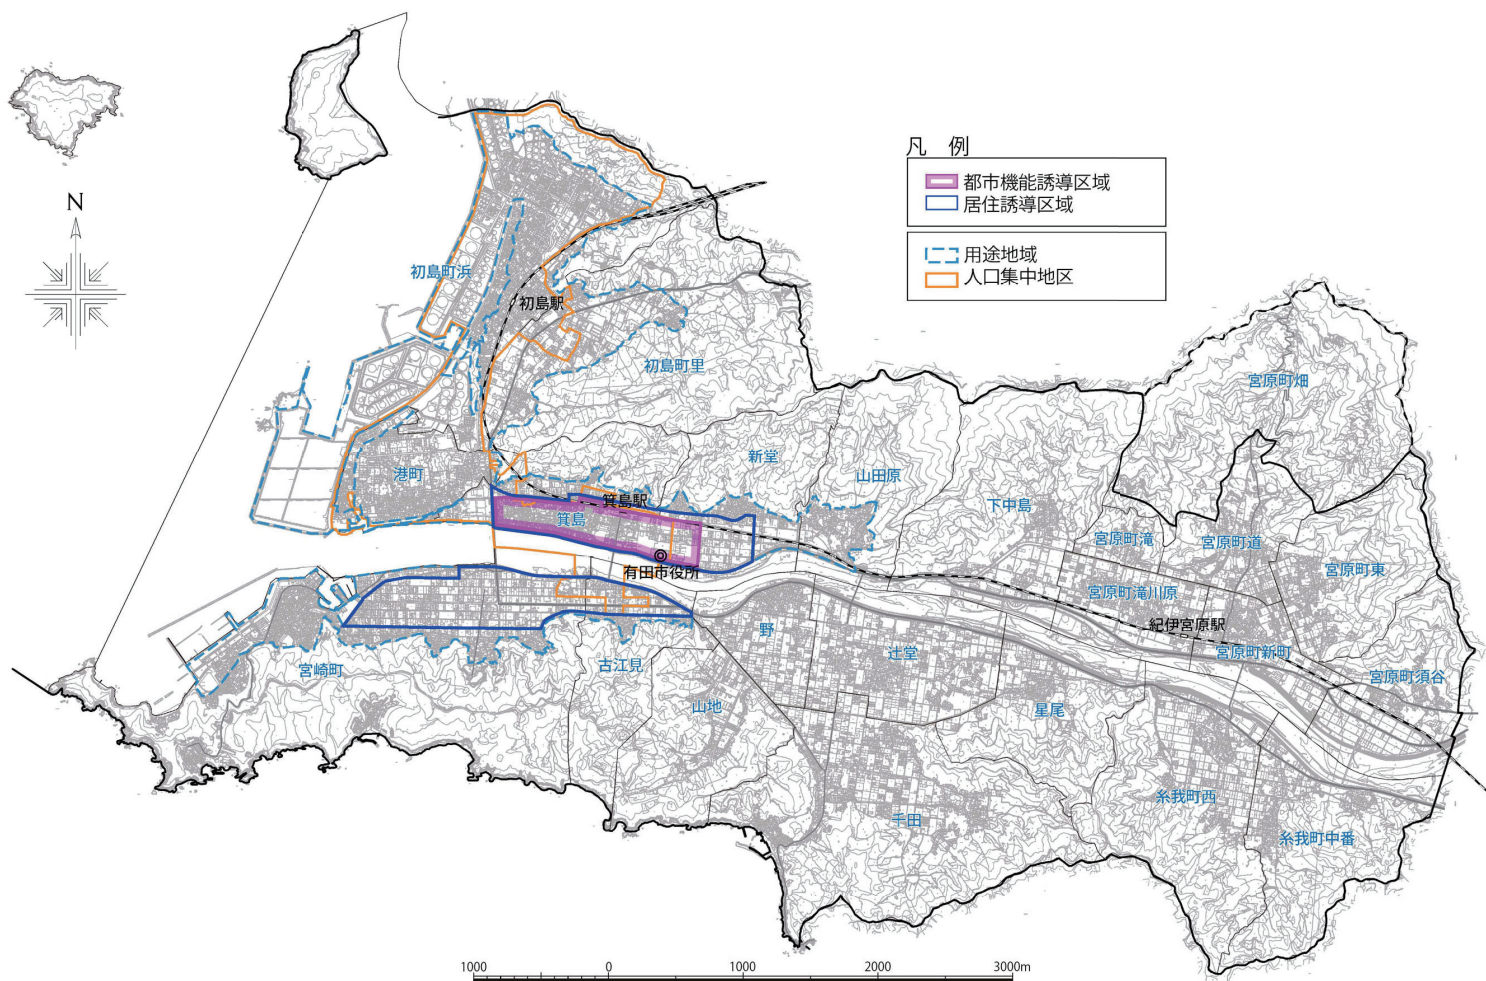 凡 例
都市機能誘導区域
居住誘導区域
用途地域
人口集中地区
N
初島町浜
初島駅
初島町里
宮原町畑
港町
新堂
山田原
下中島
箕島駅
箕島
宮原町滝
宮原町道
宮原町東
有田市役所
宮原町滝川原
紀伊宮原駅
宮原町新町
宮原町須谷
野
辻堂
宮崎町
古江見
山地
星尾
糸我町西
千田
糸我町中番
1000 0 1000 2000 3000m